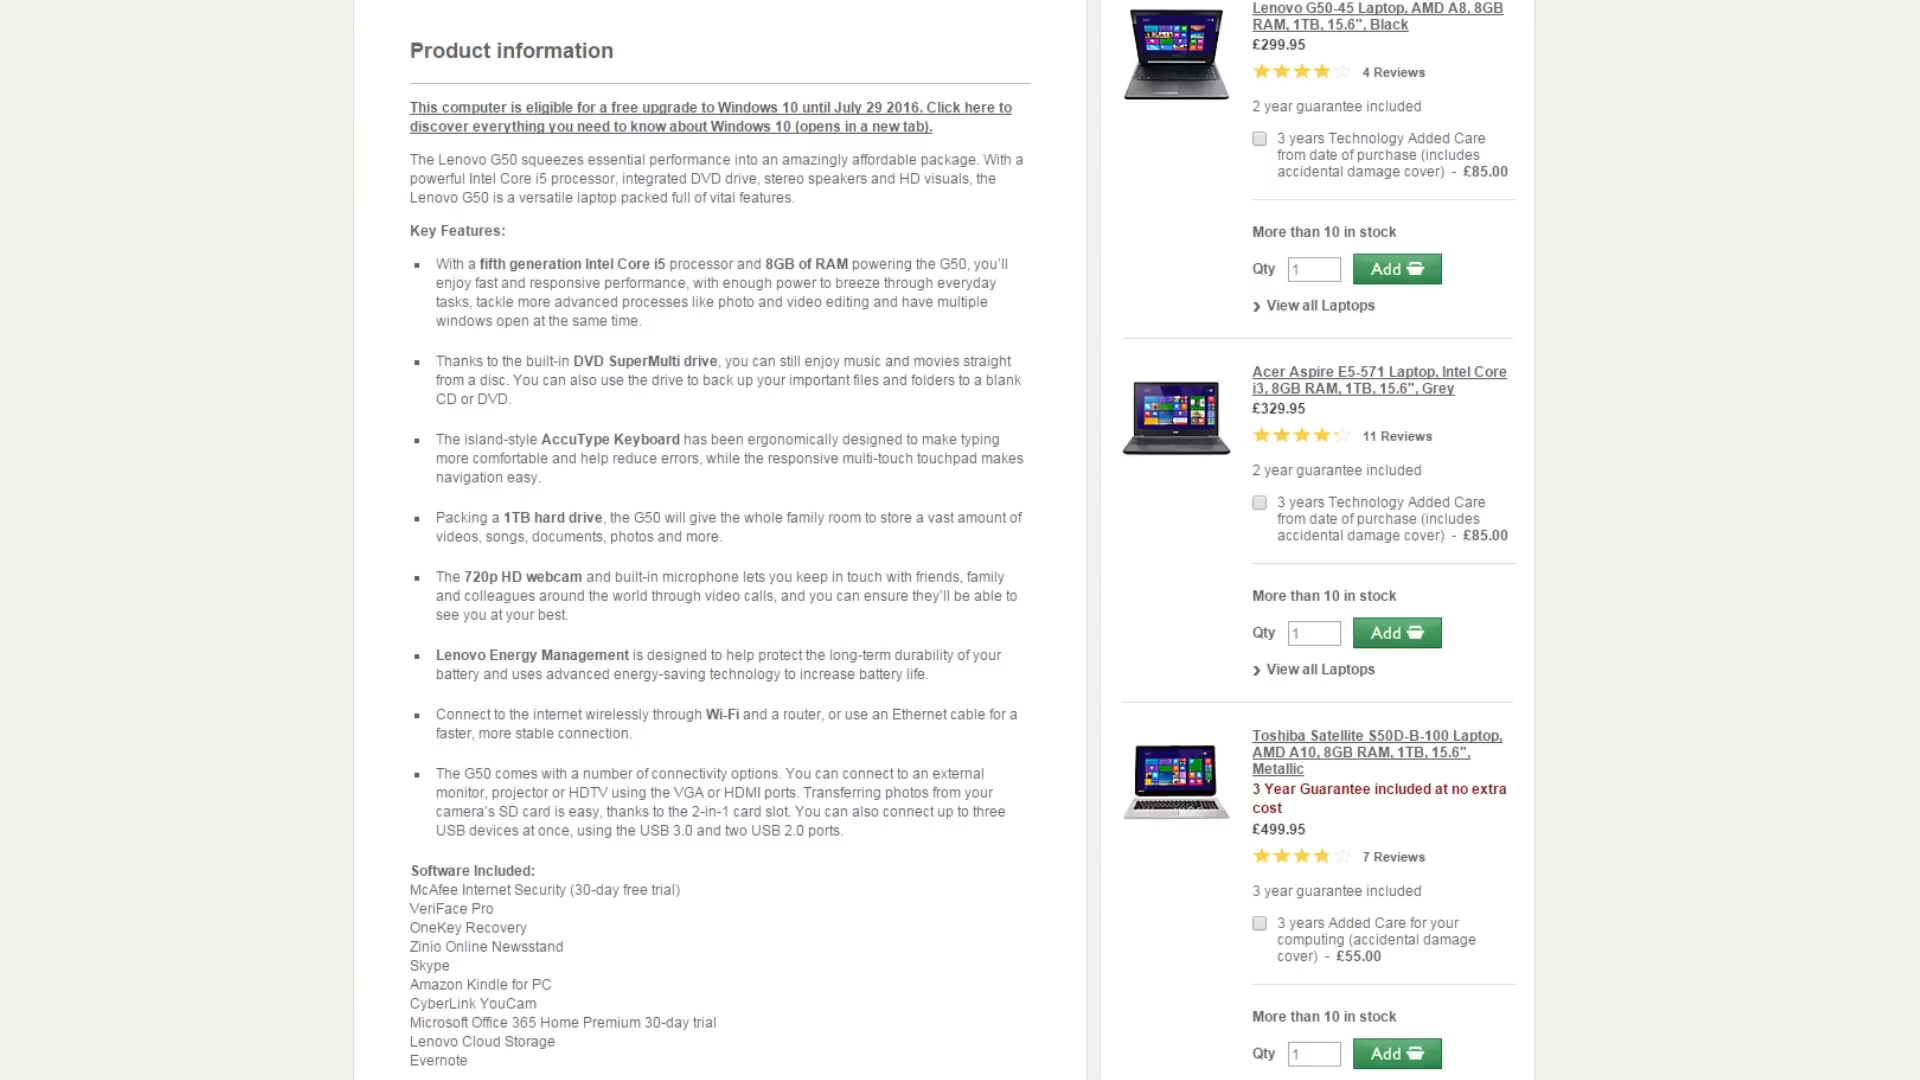 Product information
This computer is eligible for a free upgrade to Windows 10 until July 29 2016. Click here to
discover everything you need to know about Windows 10 (opens in a new tab).
The Lenovo G50 squeezes essential performance into an amazingly affordable package. With a
powerful Intel Core i5 processor, integrated DVD drive, stereo speakers and HD visuals, the
Lenovo G50 is a versatile laptop packed full of vital features.
Key Features:
With a fifth generation Intel Core i5 processor and 8GB of RAM powering the G50, you’ll
enjoy fast and responsive performance, with enough power to breeze through everyday
tasks, tackle more advanced processes like photo and video editing and have multiple
windows open at the same time.
Thanks to the built-in DVD SuperMulti drive, you can still enjoy music and movies straight
from a disc. You can also use the drive to back up your important files and folders to a blank
CD or DVD.
The island-style AccuType Keyboard has been ergonomically designed to make typing
more comfortable and help reduce errors, while the responsive multi-touch touchpad makes
navigation easy.
Packing a 1TB hard drive, the G50 will give the whole family room to store a vast amount of
videos, songs, documents, photos and more.
The 720p HD webcam and built-in microphone lets you keep in touch with friends, family
and colleagues around the world through video calls, and you can ensure they’ll be able to
see you at your best.
Lenovo Energy Management is designed to help protect the long-term durability of your
battery and uses advanced energy-saving technology to increase battery life.
Connect to the internet wirelessly through Wi-Fi and a router, or use an Ethernet cable for a
faster, more stable connection.
The G50 comes with a number of connectivity options. You can connect to an external
monitor, projector or HDTV using the VGA or HDMI ports. Transferring photos from your
camera’s SD card is easy, thanks to the 2-in-1 card slot. You can also connect up to three
USB devices at once, using the USB 3.0 and two USB 2.0 ports.
Software Included:
McAfee Internet Security (30-day free trial)
VeriFace Pro
OneKey Recovery
Zinio Online Newsstand
Skype
Amazon Kindle for PC
CyberLink YouCam
Microsoft Office 365 Home Premium 30-day trial
Lenovo Cloud Storage
Evernote
Lenovo G50-45 Laptop, AMD A8, 8GB
RAM, 1TB, 15.6", Black
£299.95
4 Reviews
2 year guarantee included
3 years Technology Added Care
from date of purchase (includes
accidental damage cover) - £85.00
More than 10 in stock
Qty 1 Add
View all Laptops
Acer Aspire E5-571 Laptop, Intel Core
i3, 8GB RAM, 1TB, 15.6", Grey
£329.95
11 Reviews
2 year guarantee included
3 years Technology Added Care
from date of purchase (includes
accidental damage cover) - £85.00
More than 10 in stock
Qty 1 Add
View all Laptops
Toshiba Satellite S50D-B-100 Laptop,
AMD A10, 8GB RAM, 1TB, 15.6",
Metallic
3 Year Guarantee included at no extra
cost
£499.95
7 Reviews
3 year guarantee included
3 years Added Care for your
computing (accidental damage
cover) - £55.00
More than 10 in stock
Qty 1 Add